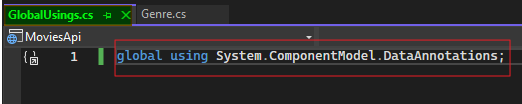 GlobalUsings.cs Genre.cs
MoviesApi
1 global using System.ComponentModel.DataAnnotations;